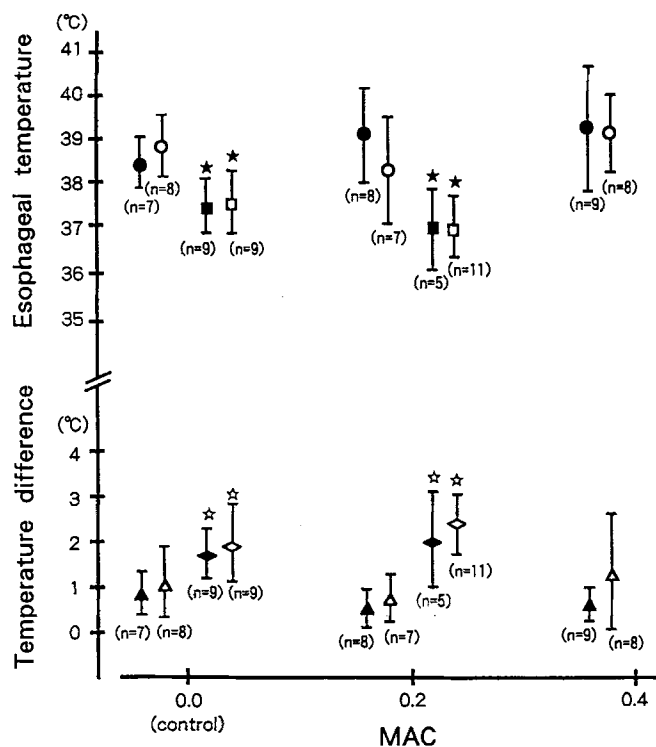 (℃)
41
40
39
38
37
36
35
Esophageal temperature
(n=7)
(n=8)
(n=9)
(n=9)
(n=8)
(n=7)
(n=5)
(n=11)
(n=9)
(n=8)
(℃)
4
3
2
1
0
Temperature difference
(n=7)
(n=8)
(n=9)
(n=9)
(n=8)
(n=7)
(n=5)
(n=11)
(n=9)
(n=8)
0.0
(control)
0.2
0.4
MAC